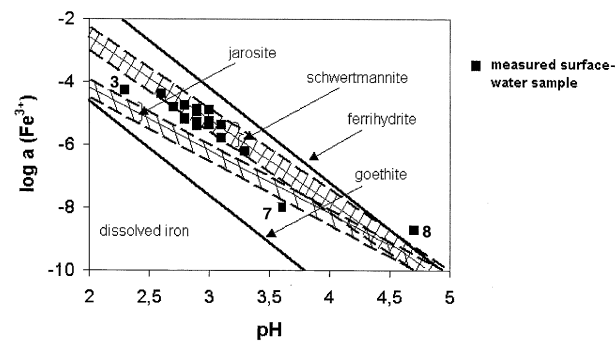 -2
-4
-6
-8
-10
log a (Fe3+)
3
jarosite
schwertmannite
ferrihydrite
goethite
7
8
dissolved iron
2
2,5
3
3,5
4
4,5
5
pH
measured surface-
water sample